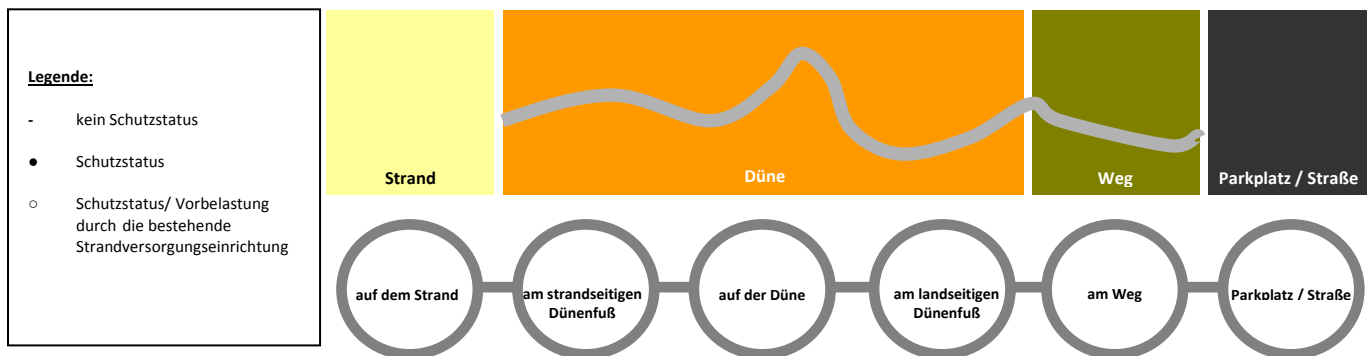 Legende:
- kein Schutzstatus
● Schutzstatus
○ Schutzstatus/ Vorbelastung
durch die bestehende
Strandversorgungseinrichtung
Strand
Düne
Weg
Parkplatz / Straße
auf dem Strand
am strandseitigen
Dünenfuß
auf der Düne
am landseitigen
Dünenfuß
am Weg
Parkplatz / Straße